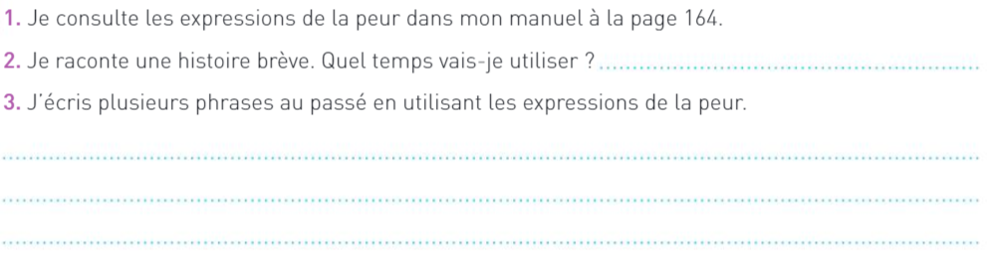 1. Je consulte les expressions de la peur dans mon manuel à la page 164.
2. Je raconte une histoire brève. Quel temps vais-je utiliser ?
3. J'écris plusieurs phrases au passé en utilisant les expressions de la peur.